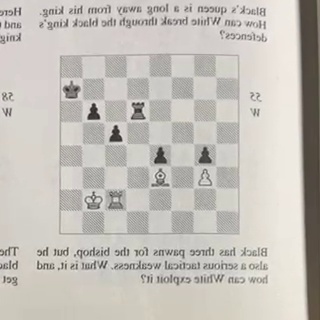 Black's queen is a long away from his king.
How can White break through the black king's
defences?
Here
and t
knig
55
W
58
W
Black has three pawns for the bishop, but he
also a serious tactical weakness. What is it, and
how can White exploit it?
The
blac
get